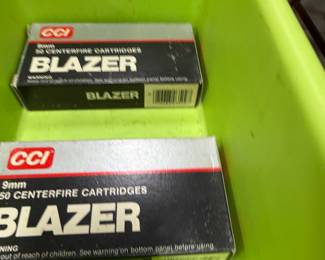 CCI
9mm
50 CENTERFIRE CARTRIDGES
BLAZER
WARNING
BLAZER
CCI
9mm
50 CENTERFIRE CARTRIDGES
BLAZER
NING
out of reach of children. See warning on bottom panel before using.